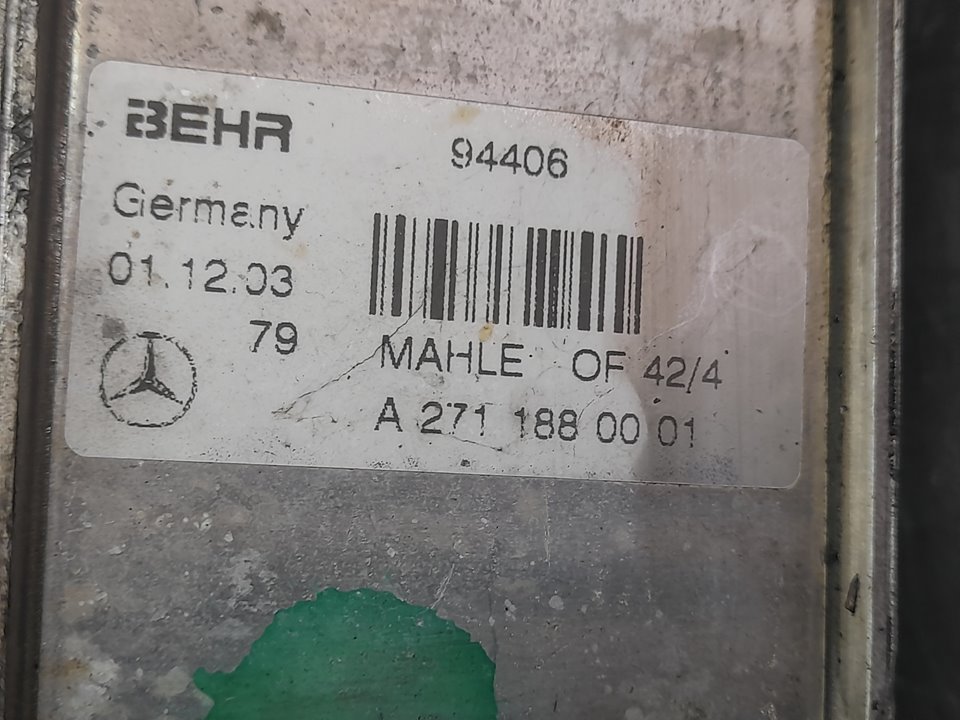 BEHR
94406
Germany
01.12.03
79
MAHLE OF 42/4
A 271 188 00 01